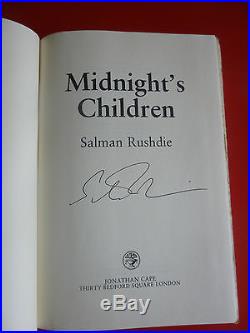 Midnight's
Children
Salman Rushdie
JONATHAN CAPE
THIRTY BEDFORD SQUARE LONDON